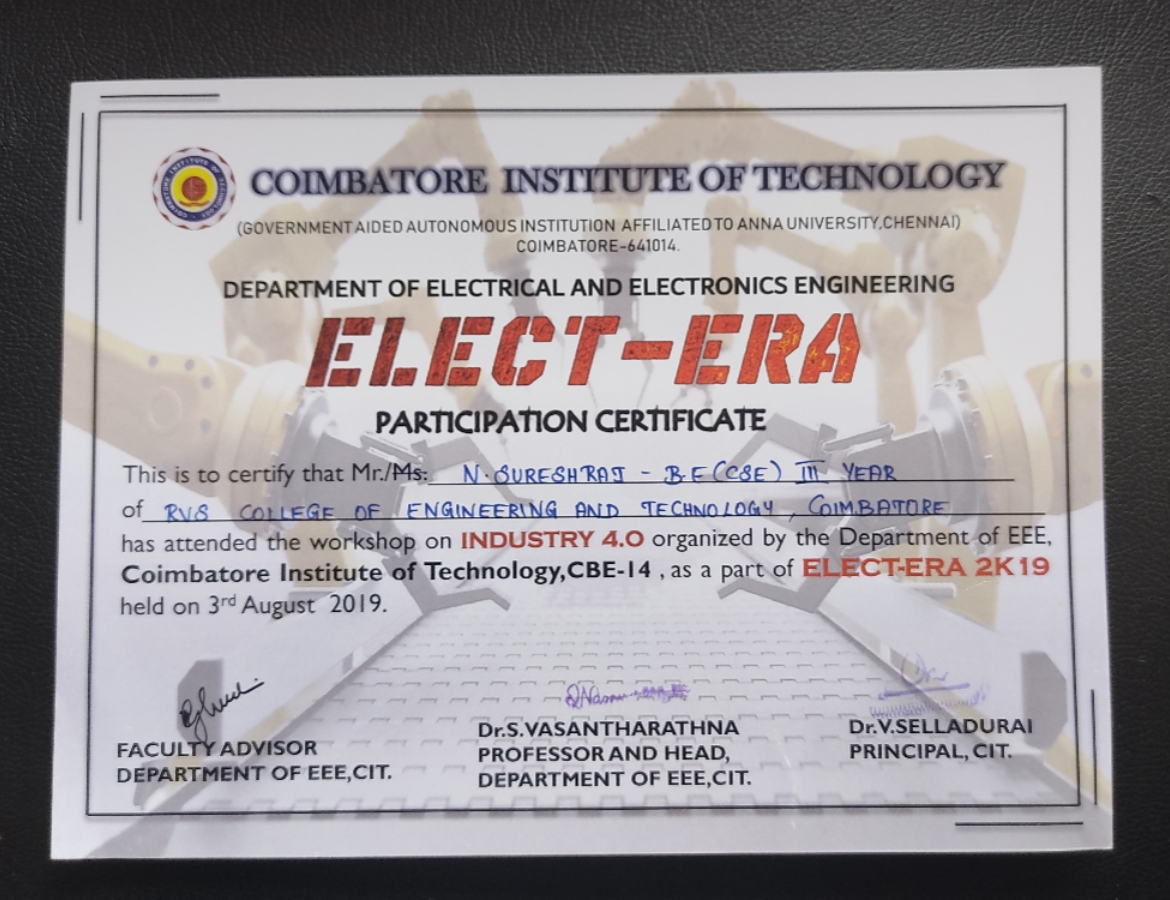 COIMBATORE INSTITUTE OF TECHNOLOGY
(GOVERNMENT AIDED AUTONOMOUS INSTITUTION AFFILIATED TO ANNA UNIVERSITY,CHENNAI)
COIMBATORE-641014.
DEPARTMENT OF ELECTRICAL AND ELECTRONICS ENGINEERING
ELECT-ERA
PARTICIPATION CERTIFICATE
This is to certify that Mr./Ms: N. SURESHRAJ - B.E (CSE) III YEAR
of RVS COLLEGE OF ENGINEERING AND TECHNOLOGY, COIMBATORE
has attended the workshop on INDUSTRY 4.O organized by the Department of EEE,
Coimbatore Institute of Technology,CBE-14 , as a part of ELECT-ERA 2K19
held on 3rd August 2019.
FACULTY ADVISOR
DEPARTMENT OF EEE,CIT.
Dr.S.VASANTHARATHNA
PROFESSOR AND HEAD,
DEPARTMENT OF EEE,CIT.
Dr.V.SELLADURAI
PRINCIPAL, CIT.